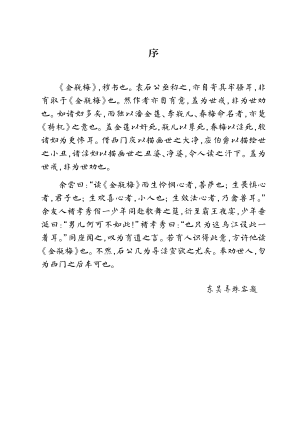 序
《金瓶梅》，秽书也。袁石公亟称之，亦自寄其牢骚耳，非
有取于《金瓶梅》也。然作者亦自有意，盖为世戒，非为世劝
也。如诸妇多矣，而独以潘金莲、李瓶儿、春梅命名者，亦楚
《梼杌》之意也。盖金莲以奸死，瓶儿以孽死，春梅以淫死，较
诸妇为更惨耳。借西门庆以描画世之大净，应伯爵以描绘世
之小丑，诸淫妇以描画世之丑婆、净婆，令人读之汗下。盖为
世戒，非为世劝也。
余尝曰：“读《金瓶梅》而生怜悯心者，菩萨也；生畏惧心
者，君子也；生欢喜心者，小人也；生效法心者，乃禽兽耳。”
余友人褚孝秀偕一少年同赴歌舞之筵，衍至霸王夜宴，少年垂
涎曰：“男儿何可不如此！”褚孝秀曰：“也只为这乌江设此一着
耳。”同座闻之，叹为有道之言。若有人识得此意，方许他读
《金瓶梅》也。不然，石公几为导淫宣欲之尤矣。奉劝世人，勿
为西门之后车可也。
东吴弄珠客题